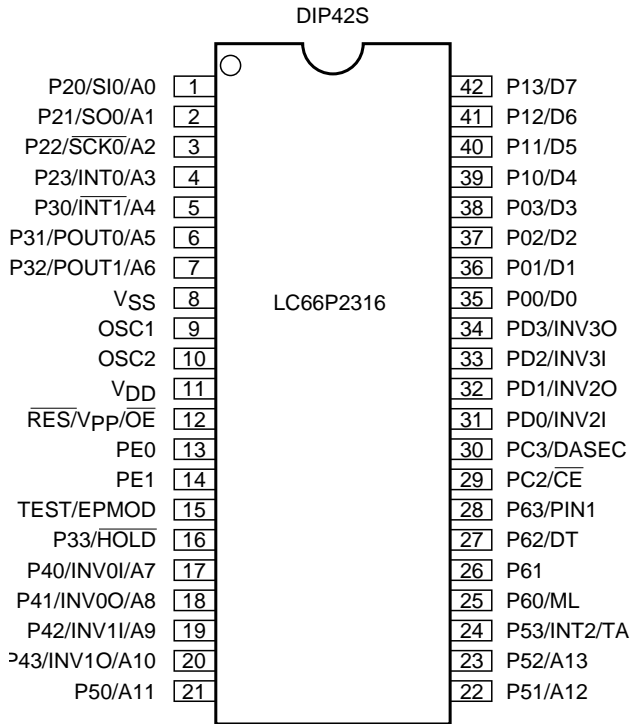 DIP42S
P20/SI0/A0 1
P21/SO0/A1 2
P22/SCK0/A2 3
P23/INT0/A3 4
P30/INT1/A4 5
P31/POUT0/A5 6
P32/POUT1/A6 7
VSS 8
OSC1 9
OSC2 10
VDD 11
RES/VPP/OE 12
PE0 13
PE1 14
TEST/EPMOD 15
P33/HOLD 16
P40/INV0I/A7 17
P41/INV0O/A8 18
P42/INV1I/A9 19
P43/INV1O/A10 20
P50/A11 21
LC66P2316
42 P13/D7
41 P12/D6
40 P11/D5
39 P10/D4
38 P03/D3
37 P02/D2
36 P01/D1
35 P00/D0
34 PD3/INV3O
33 PD2/INV3I
32 PD1/INV2O
31 PD0/INV2I
30 PC3/DASEC
29 PC2/CE
28 P63/PIN1
27 P62/DT
26 P61
25 P60/ML
24 P53/INT2/TA
23 P52/A13
22 P51/A12